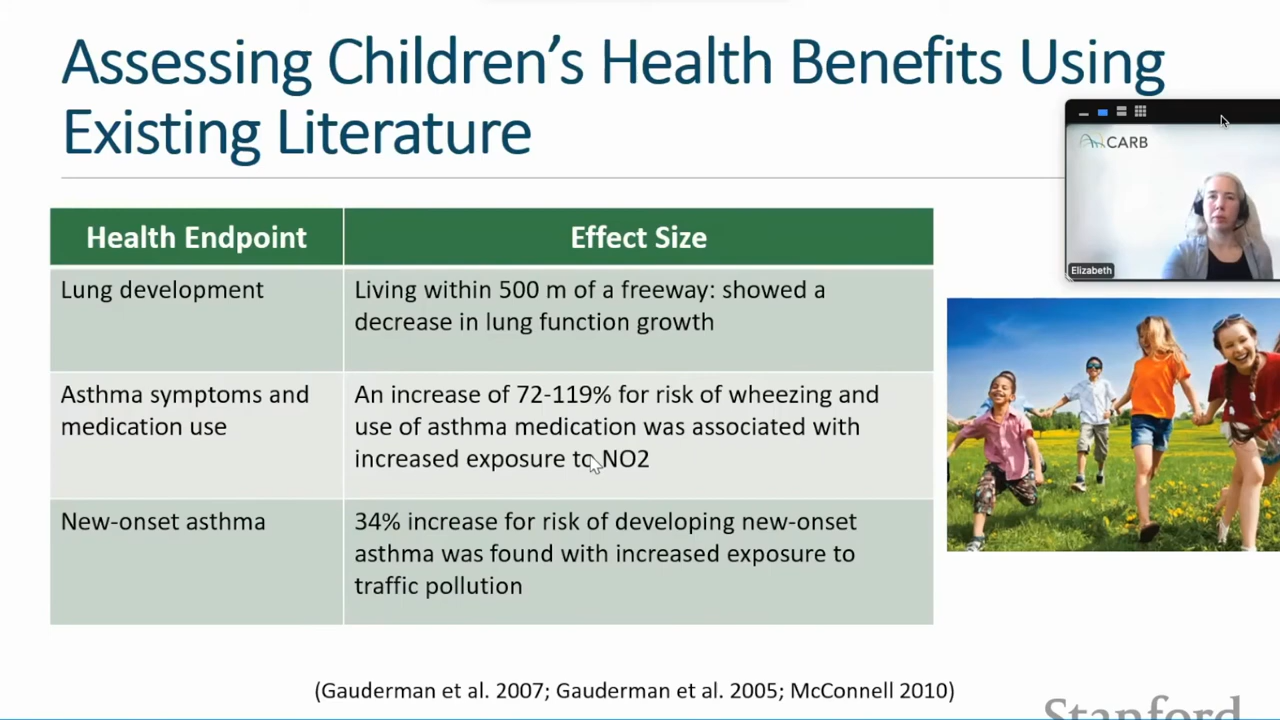 Assessing Children's Health Benefits Using
Existing Literature
CARB
Elizabeth
Health Endpoint
Effect Size
Lung development
Living within 500 m of a freeway: showed a
decrease in lung function growth
Asthma symptoms and
medication use
An increase of 72-119% for risk of wheezing and
use of asthma medication was associated with
increased exposure to NO2
New-onset asthma
34% increase for risk of developing new-onset
asthma was found with increased exposure to
traffic pollution
(Gauderman et al. 2007; Gauderman et al. 2005; McConnell 2010)
Stanford